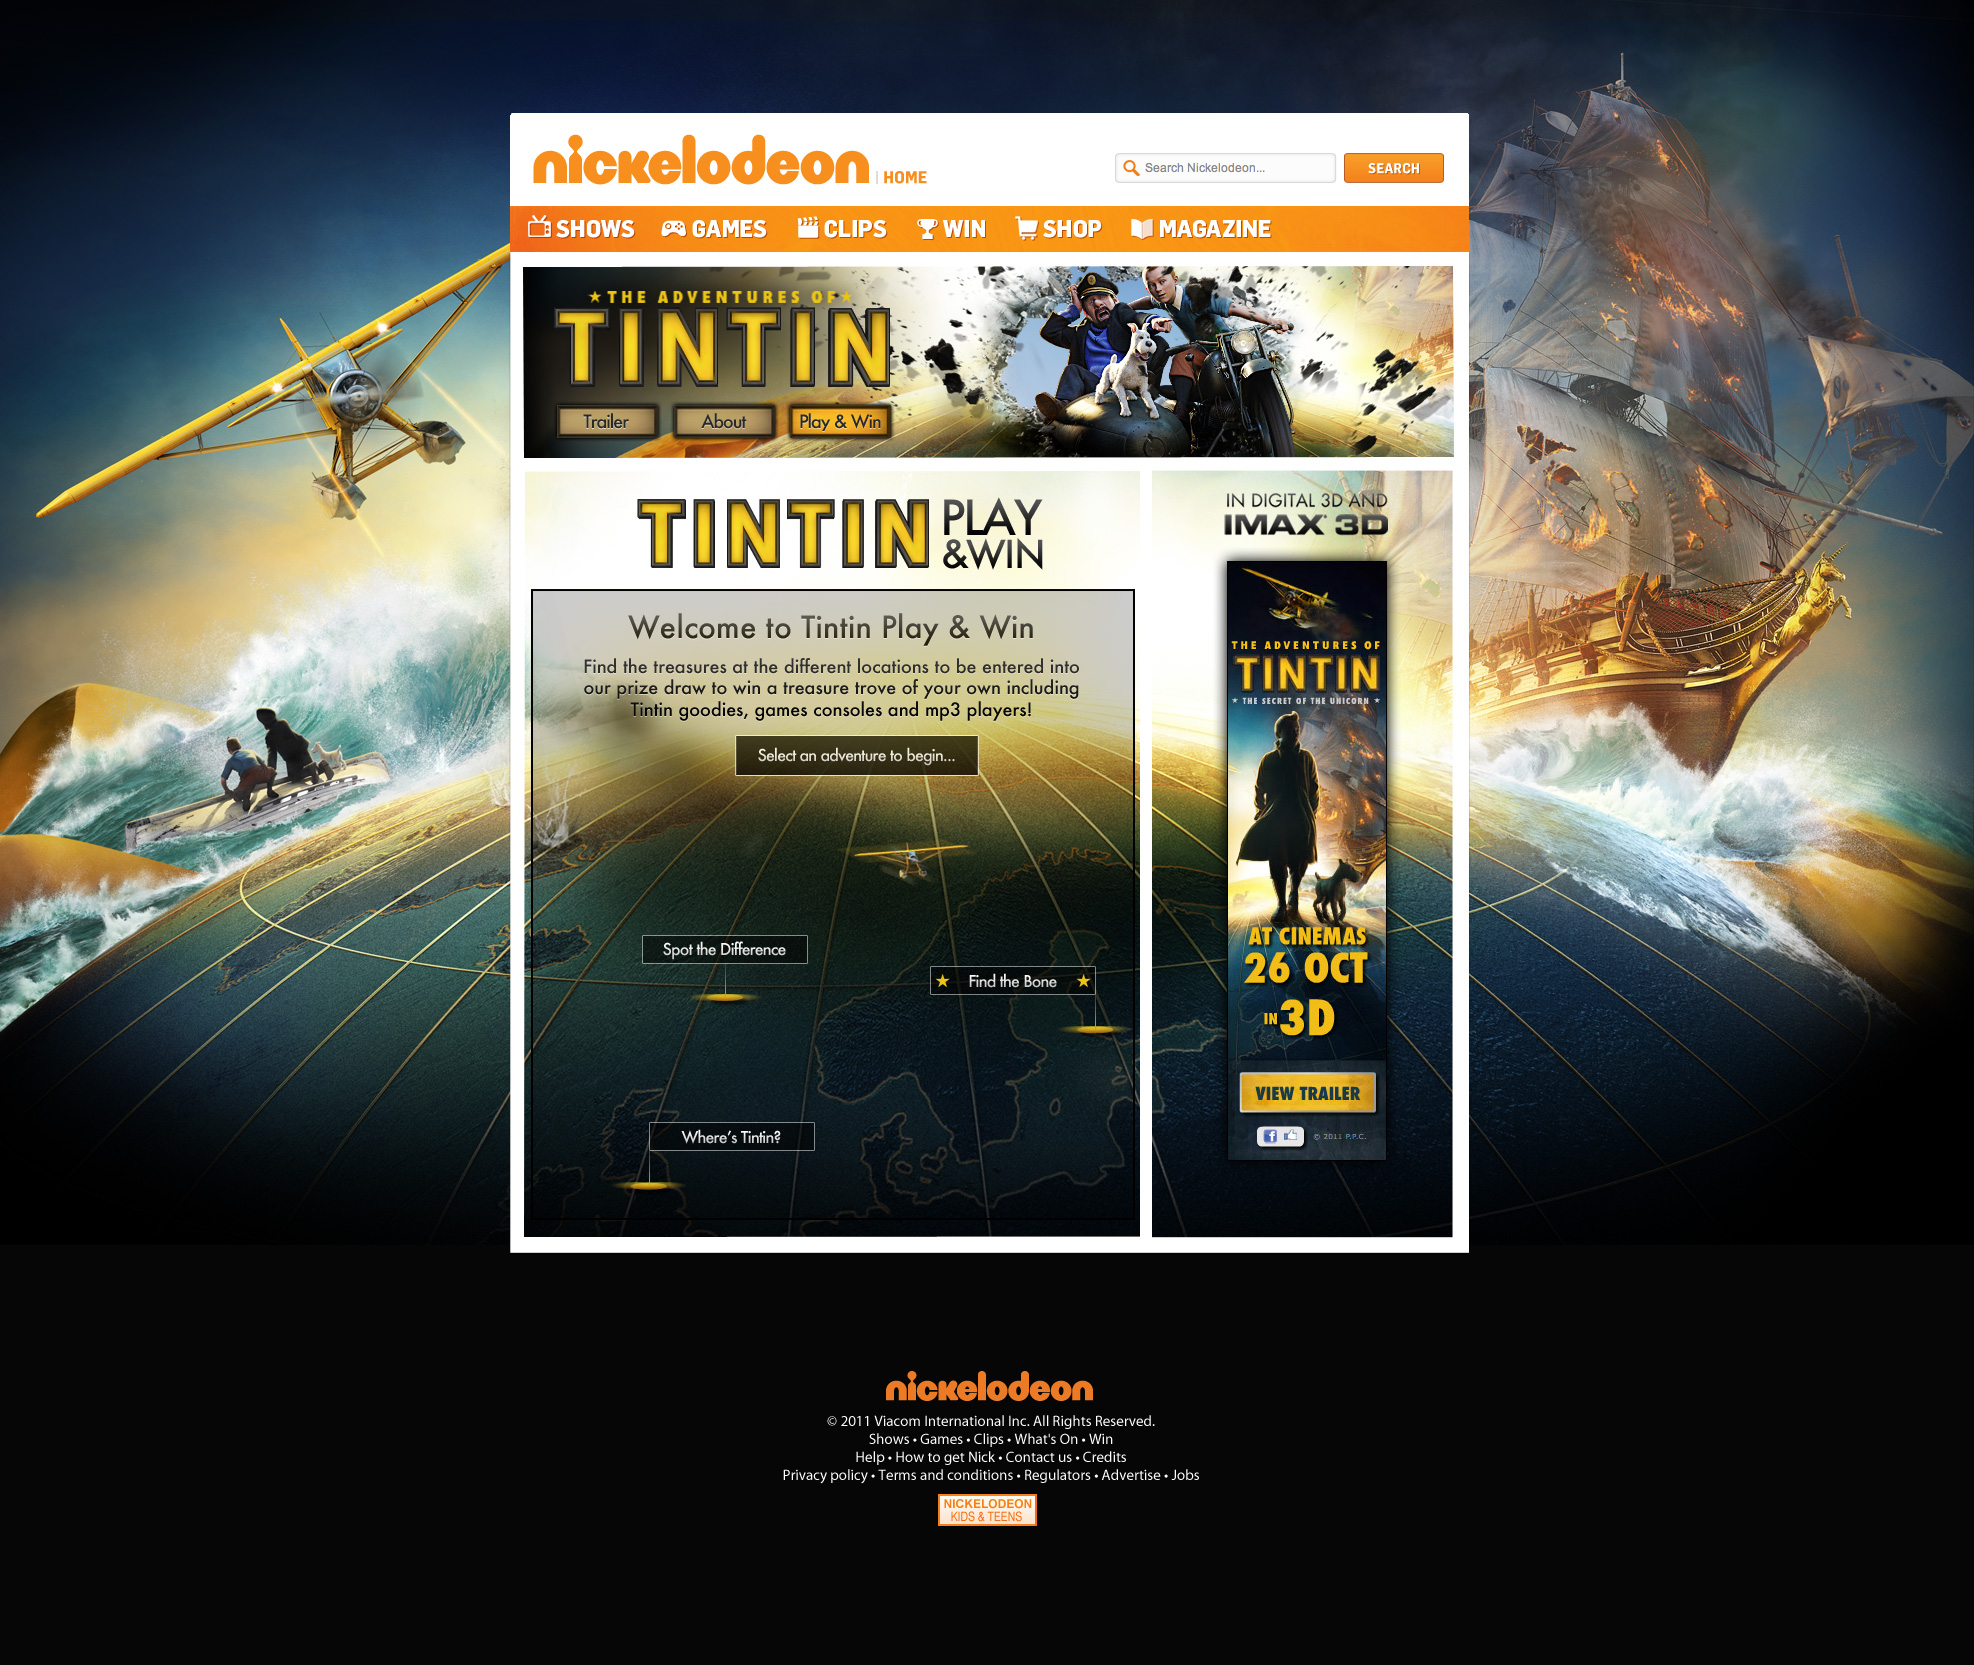 nickelodeon
HOME
Search Nickelodeon...
SEARCH
SHOWS GAMES CLIPS WIN SHOP MAGAZINE
THE ADVENTURES OF
TINTIN
Trailer About Play & Win
TINTIN PLAY
&WIN
Welcome to Tintin Play & Win
Find the treasures at the different locations to be entered into
our prize draw to win a treasure trove of your own including
Tintin goodies, games consoles and mp3 players!
Select an adventure to begin...
Spot the Difference
Find the Bone
Where's Tintin?
IN DIGITAL 3D AND
IMAX 3D
THE ADVENTURES OF
TINTIN
THE SECRET OF THE UNICORN
AT CINEMAS
26 OCT
IN 3D
VIEW TRAILER
© 2011 P.P.C.
nickelodeon
© 2011 Viacom International Inc. All Rights Reserved.
Shows • Games • Clips • What's On • Win
Help • How to get Nick • Contact us • Credits
Privacy policy • Terms and conditions • Regulators • Advertise • Jobs
NICKELODEON
KIDS & TEENS